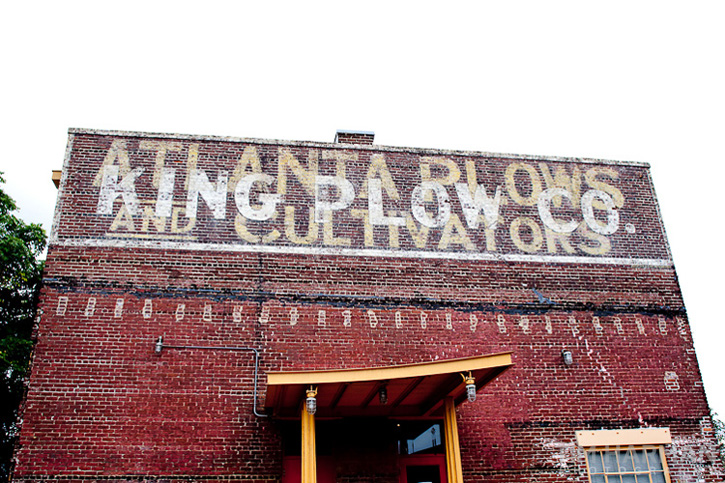 ATLANTA PLOWS
KING PLOW CO.
AND CULTIVATORS